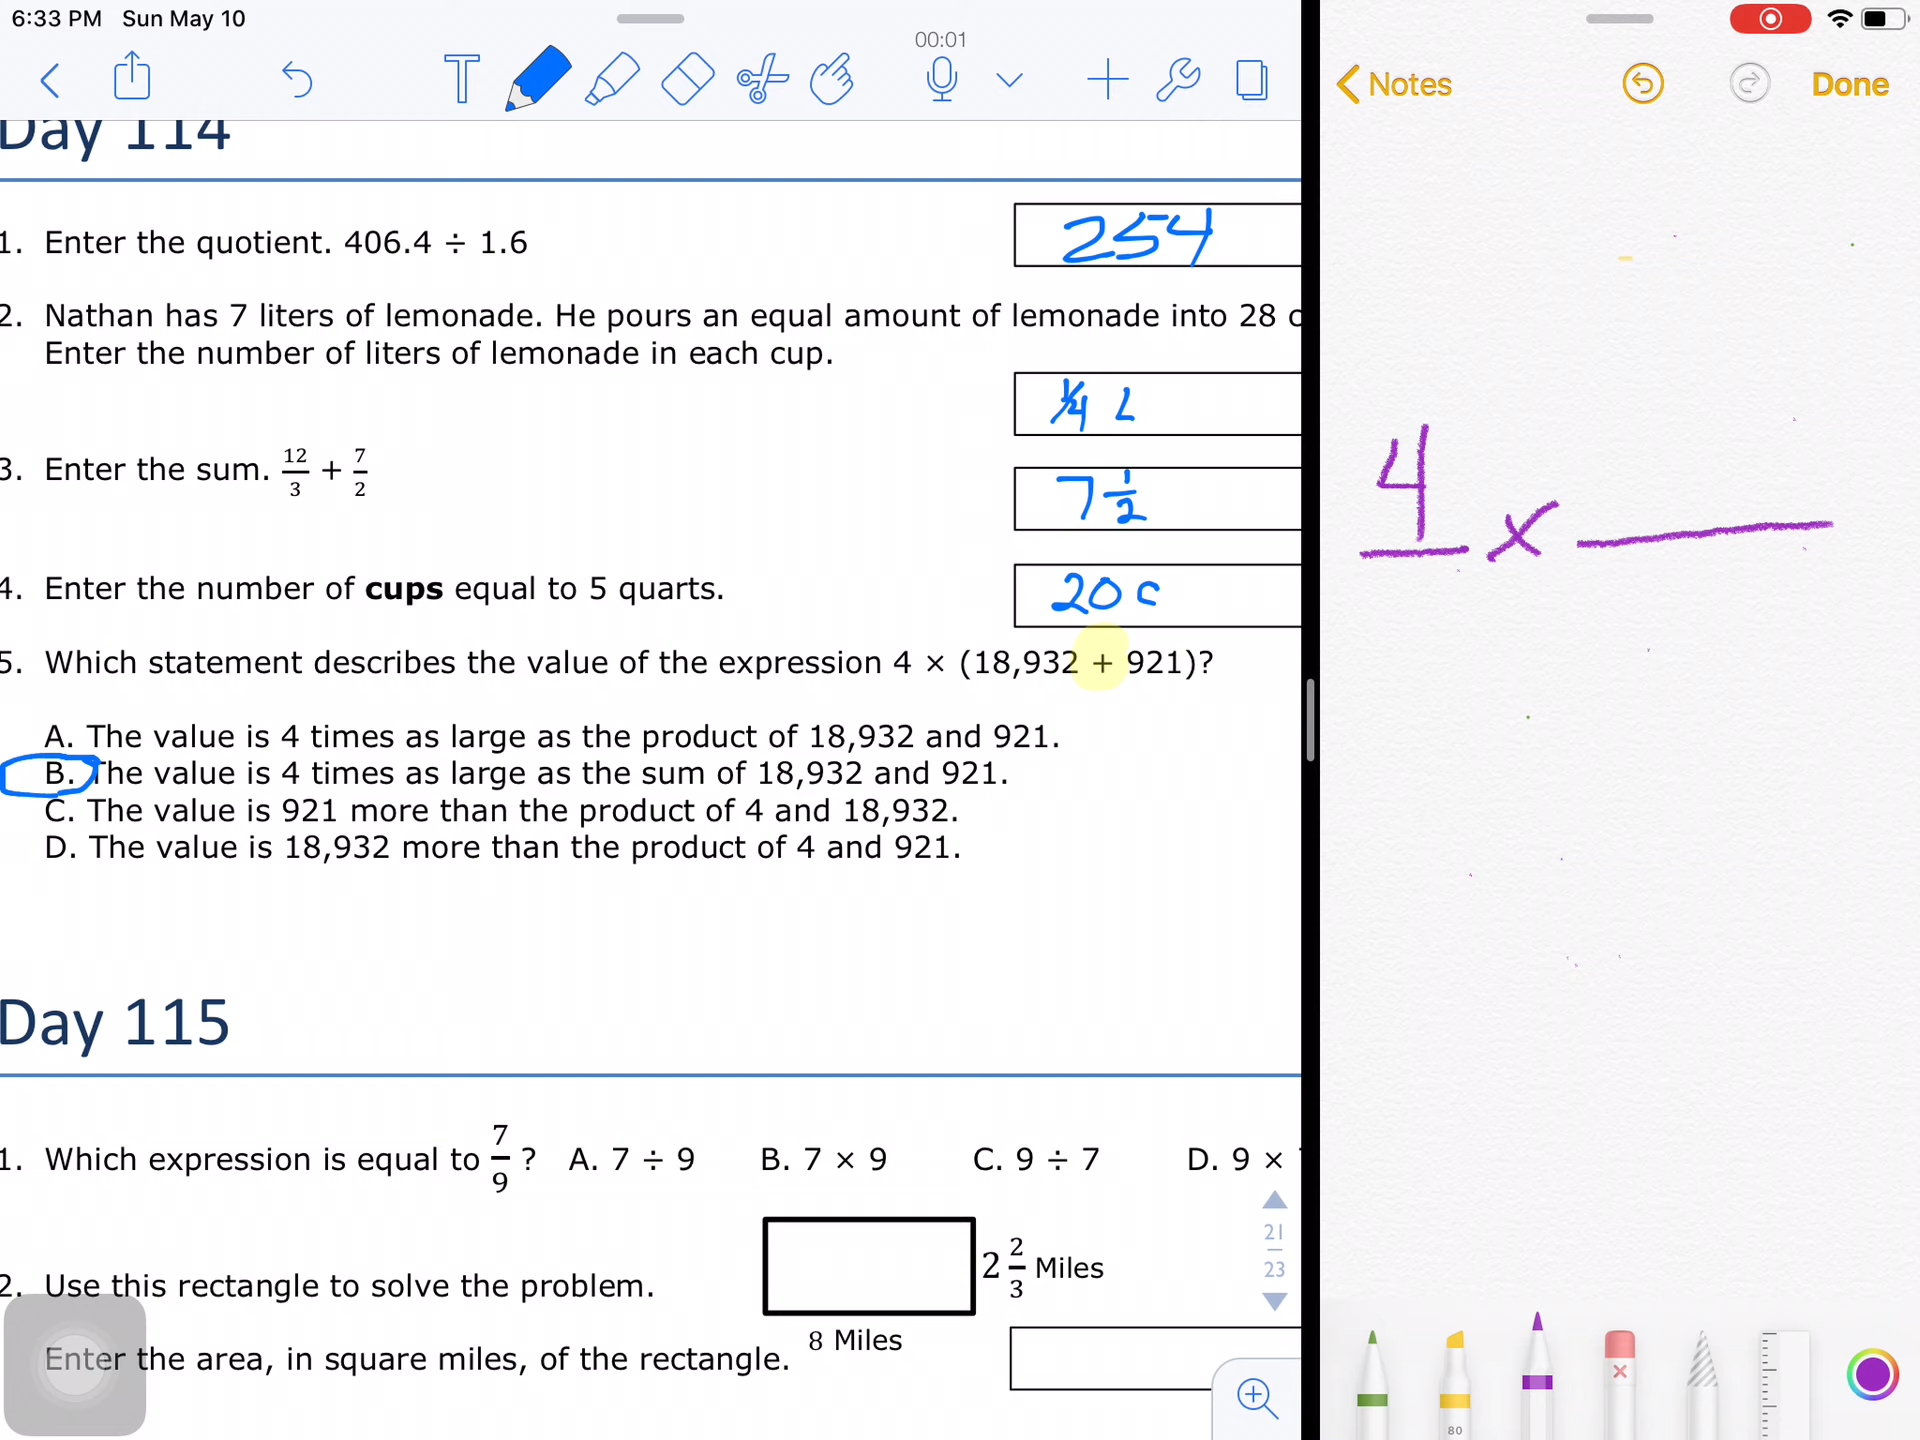 6:33 PM Sun May 10
00:01
Notes
Done
Day 114
1. Enter the quotient. 406.4 ÷ 1.6
254
2. Nathan has 7 liters of lemonade. He pours an equal amount of lemonade into 28 c
Enter the number of liters of lemonade in each cup.
1/4 L
3. Enter the sum. 12/3 + 7/2
7 1/2
4. Enter the number of cups equal to 5 quarts.
20 c
5. Which statement describes the value of the expression 4 × (18,932 + 921)?
A. The value is 4 times as large as the product of 18,932 and 921.
B. The value is 4 times as large as the sum of 18,932 and 921.
C. The value is 921 more than the product of 4 and 18,932.
D. The value is 18,932 more than the product of 4 and 921.
4 ×
Day 115
1. Which expression is equal to 7/9 ? A. 7 ÷ 9 B. 7 × 9 C. 9 ÷ 7 D. 9 ×
2. Use this rectangle to solve the problem.
2 2/3 Miles
8 Miles
Enter the area, in square miles, of the rectangle.
21
23
80